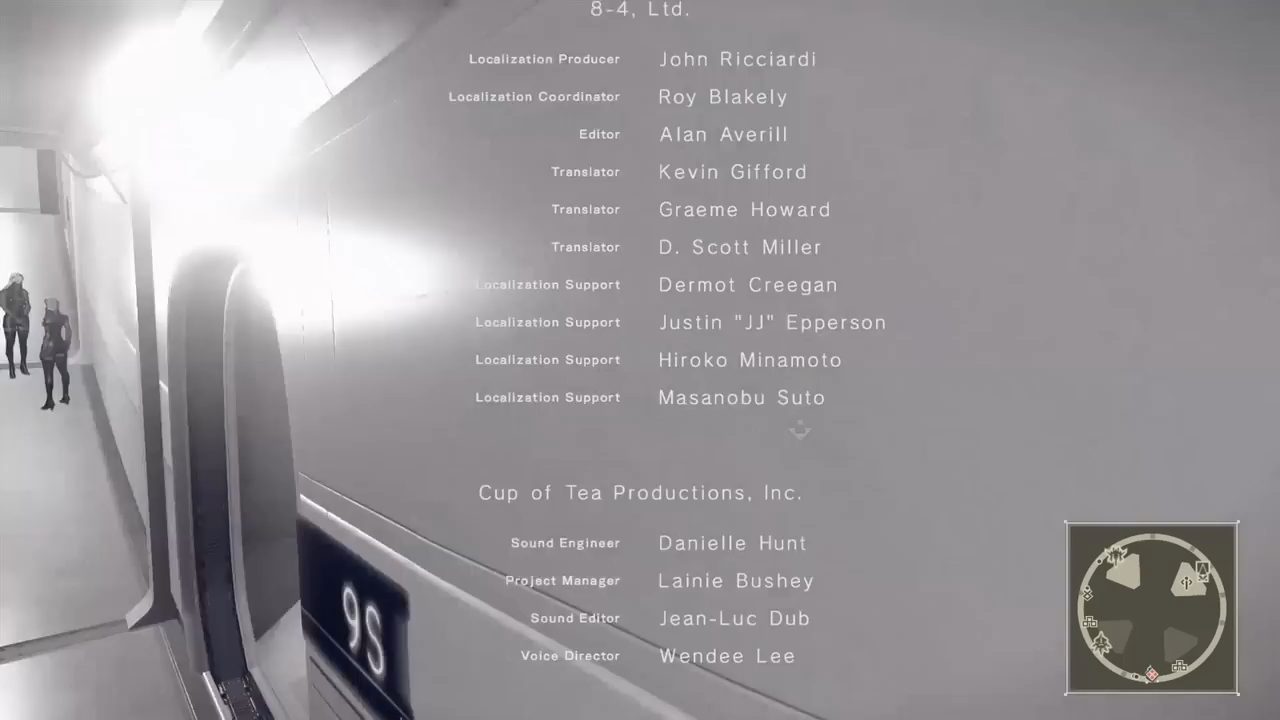 8-4, Ltd.
Localization Producer John Ricciardi
Localization Coordinator Roy Blakely
Editor Alan Averill
Translator Kevin Gifford
Translator Graeme Howard
Translator D. Scott Miller
Localization Support Dermot Creegan
Localization Support Justin "JJ" Epperson
Localization Support Hiroko Minamoto
Localization Support Masanobu Suto
Cup of Tea Productions, Inc.
Sound Engineer Danielle Hunt
Project Manager Lainie Bushey
Sound Editor Jean-Luc Dub
Voice Director Wendee Lee
9S